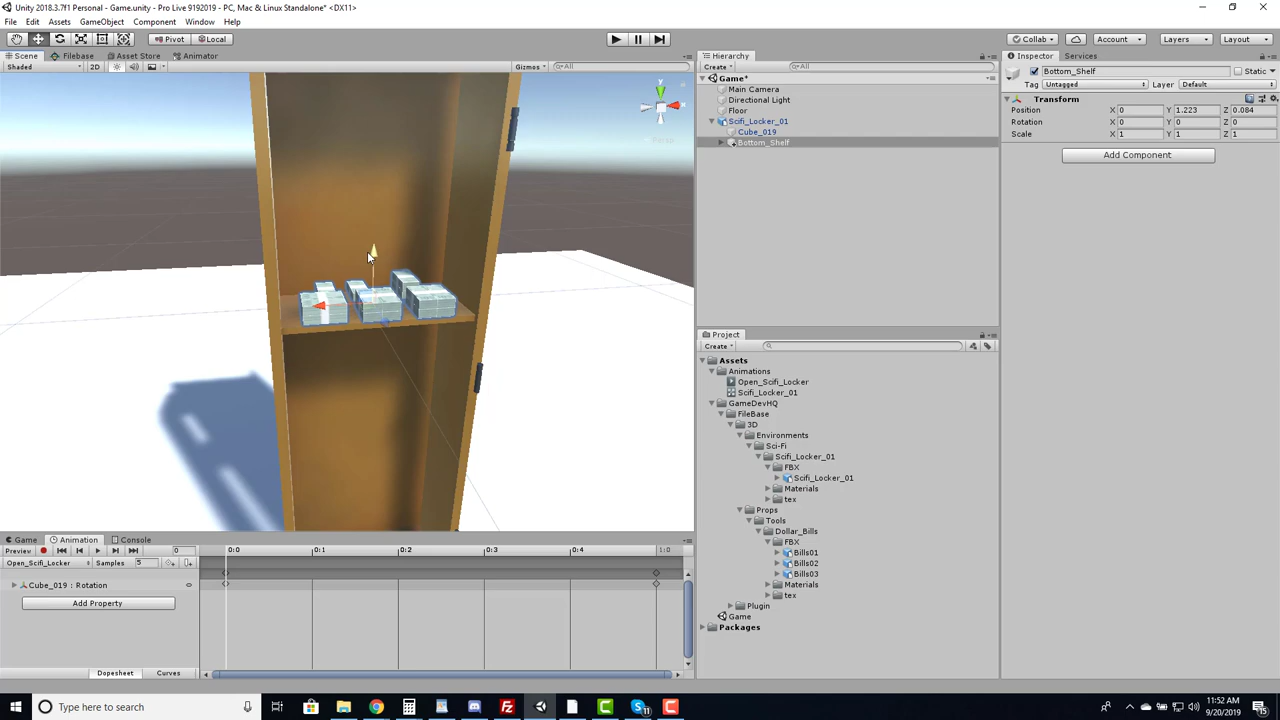 Unity 2018.3.7f1 Personal - Game.unity - Pro Live 9192019 - PC, Mac & Linux Standalone* <DX11>
File Edit Assets GameObject Component Window Help
Pivot Local Collab Account Layers Layout
Scene Filebase Asset Store Animator
Shaded 2D Gizmos All
Hierarchy
Create All
Game*
Main Camera
Directional Light
Floor
Scifi_Locker_01
Cube_019
Bottom_Shelf
Inspector Services
Bottom_Shelf Static
Tag Untagged Layer Default
Transform
Position X 0 Y 1.223 Z 0.084
Rotation X 0 Y 0 Z 0
Scale X 1 Y 1 Z 1
Add Component
y
Persp
Project
Create
Assets
Animations
Open_Scifi_Locker
Scifi_Locker_01
GameDevHQ
FileBase
3D
Environments
Sci-Fi
Scifi_Locker_01
FBX
Scifi_Locker_01
Materials
tex
Props
Tools
Dollar_Bills
FBX
Bills01
Bills02
Bills03
Materials
tex
Plugin
Game
Packages
Game Animation Console
Preview 0 0:0 0:1 0:2 0:3 0:4 1:0
Open_Scifi_Locker Samples 5
Cube_019 : Rotation
Add Property
Dopesheet Curves
Type here to search
11:52 AM
9/20/2019